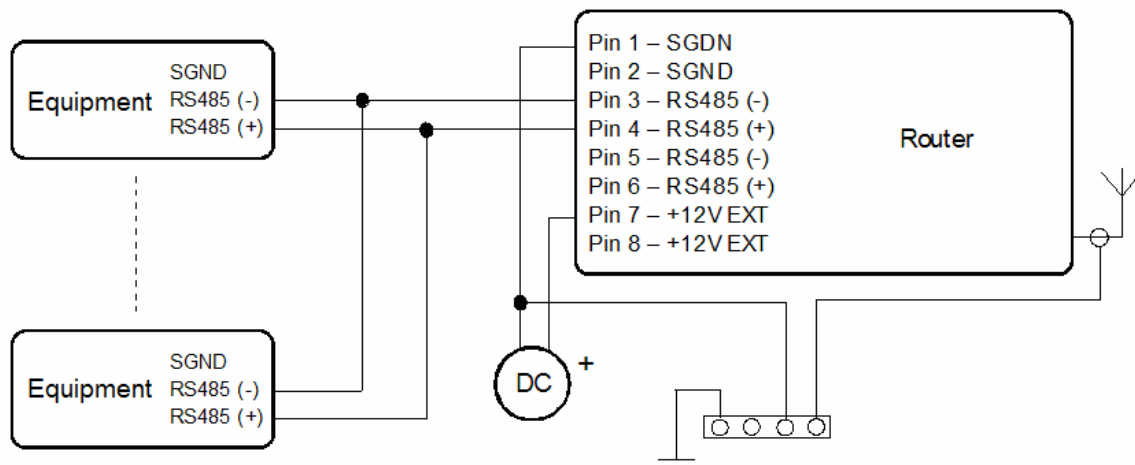 SGND
Equipment
RS485 (-)
RS485 (+)
Pin 1 – SGDN
Pin 2 – SGND
Pin 3 – RS485 (-)
Pin 4 – RS485 (+)
Pin 5 – RS485 (-)
Pin 6 – RS485 (+)
Pin 7 – +12V EXT
Pin 8 – +12V EXT
Router
SGND
Equipment
RS485 (-)
RS485 (+)
DC
+